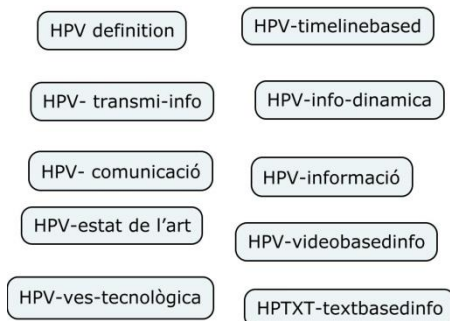 HPV definition
HPV-timelinebased
HPV- transmi-info
HPV-info-dinamica
HPV- comunicació
HPV-informació
HPV-estat de l'art
HPV-videobasedinfo
HPV-ves-tecnològica
HPTXT-textbasedinfo